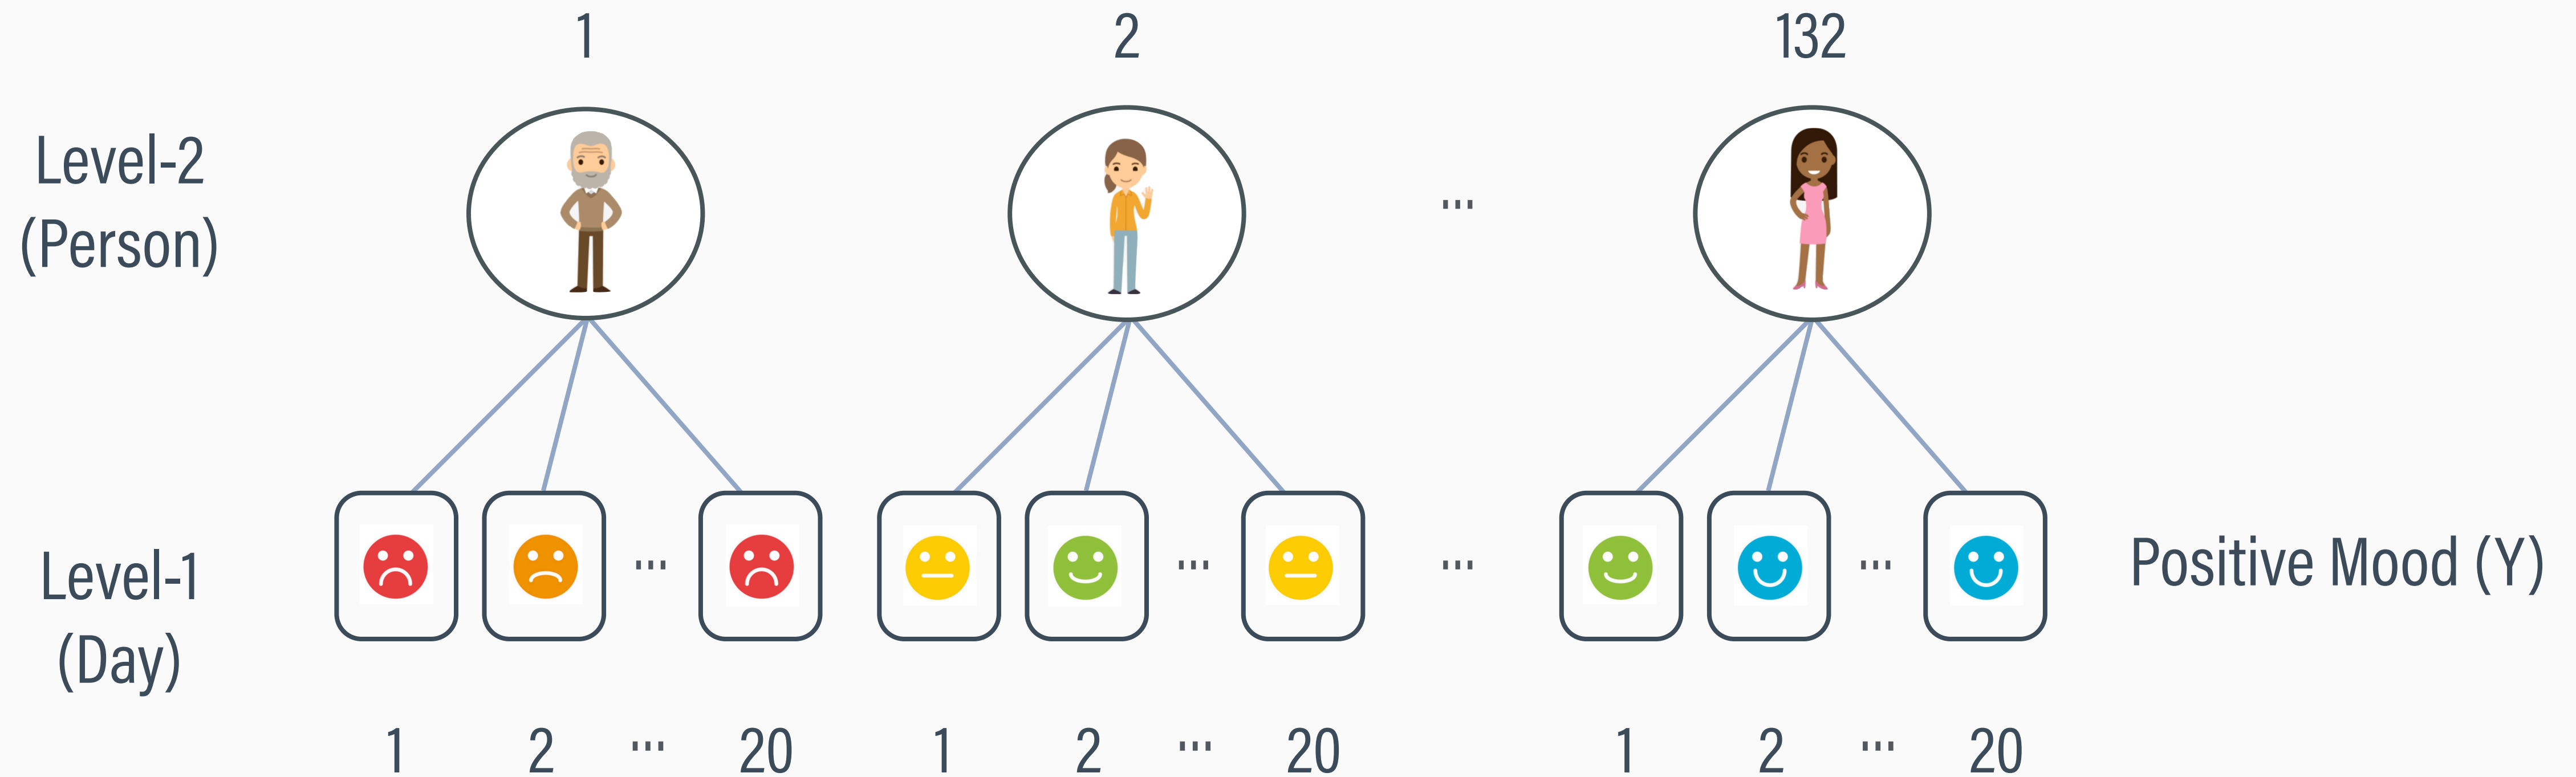 1 2 132
Level-2
(Person)
...
Level-1
(Day)
... ... ... ...
Positive Mood (Y)
1 2 ... 20 1 2 ... 20 1 2 ... 20